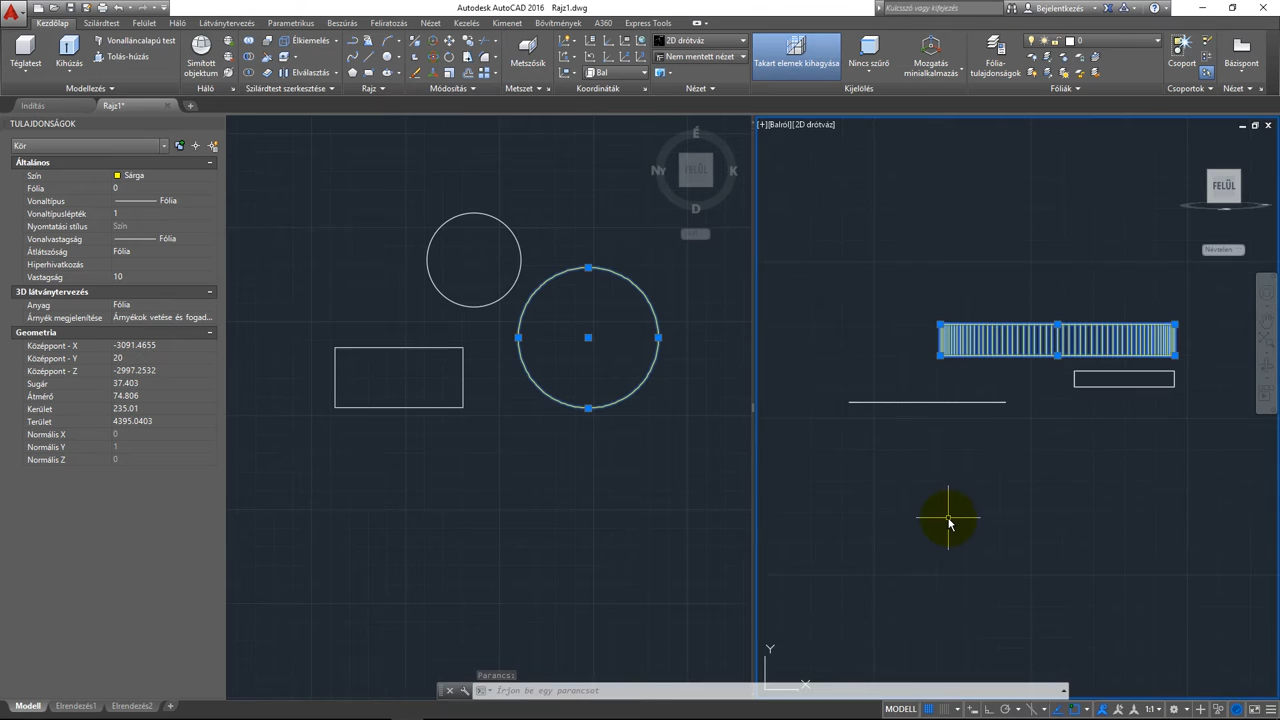 Autodesk AutoCAD 2016 Rajz1.dwg
Kulcsszó vagy kifejezés
Bejelentkezés
Kezdőlap Szilárdtest Felület Háló Látványtervezés Parametrikus Beszúrás Feliratozás Nézet Kezelés Kimenet Bővítmények A360 Express Tools
Téglatest
Kihúzás
Vonalláncalapú test
Tolás-húzás
Simított objektum
Elkiemelés
Elválasztás
Metszősík
Bal
2D drótváz
Nem mentett nézet
Takart elemek kihagyása
Nincs szűrő
Mozgatás minialkalmazás
Fólia-tulajdonságok
0
Csoport
Bázispont
Modellezés Háló Szilárdtest szerkesztése Rajz Módosítás Metszet Koordináták Nézet Kijelölés Fóliák Csoportok Nézet
Indítás Rajz1*
TULAJDONSÁGOK
Kör
Általános
Szín Sárga
Fólia 0
Vonaltípus Fólia
Vonaltípuslépték 1
Nyomtatási stílus Szín
Vonalvastagság Fólia
Átlátszóság Fólia
Hiperhivatkozás
Vastagság 10
3D látványtervezés
Anyag Fólia
Árnyék megjelenítése Árnyékok vetése és fogad...
Geometria
Középpont - X -3091.4655
Középpont - Y 20
Középpont - Z -2997.2532
Sugár 37.403
Átmérő 74.806
Kerület 235.01
Terület 4395.0403
Normális X 0
Normális Y 1
Normális Z 0
É
NY FELÜL K
D
[+][Balról][2D drótváz]
FELÜL
Névtelen
Y
X
Parancs:
Írjon be egy parancsot
Modell Elrendezés1 Elrendezés2 +
MODELL
1:1